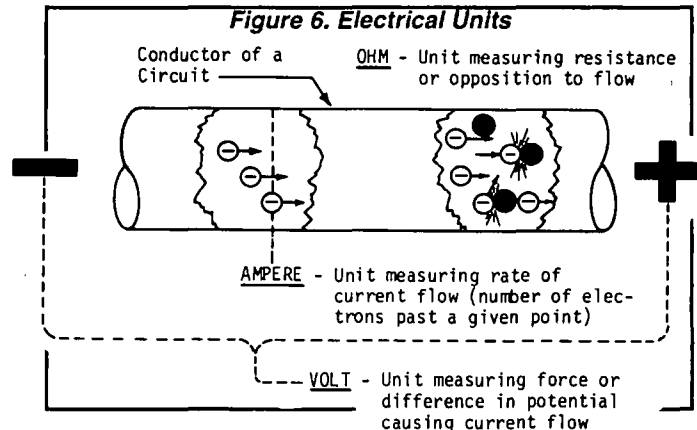 Figure 6. Electrical Units
Conductor of a
Circuit
OHM - Unit measuring resistance
or opposition to flow
AMPERE - Unit measuring rate of
current flow (number of elec-
trons past a given point)
VOLT - Unit measuring force or
difference in potential
causing current flow